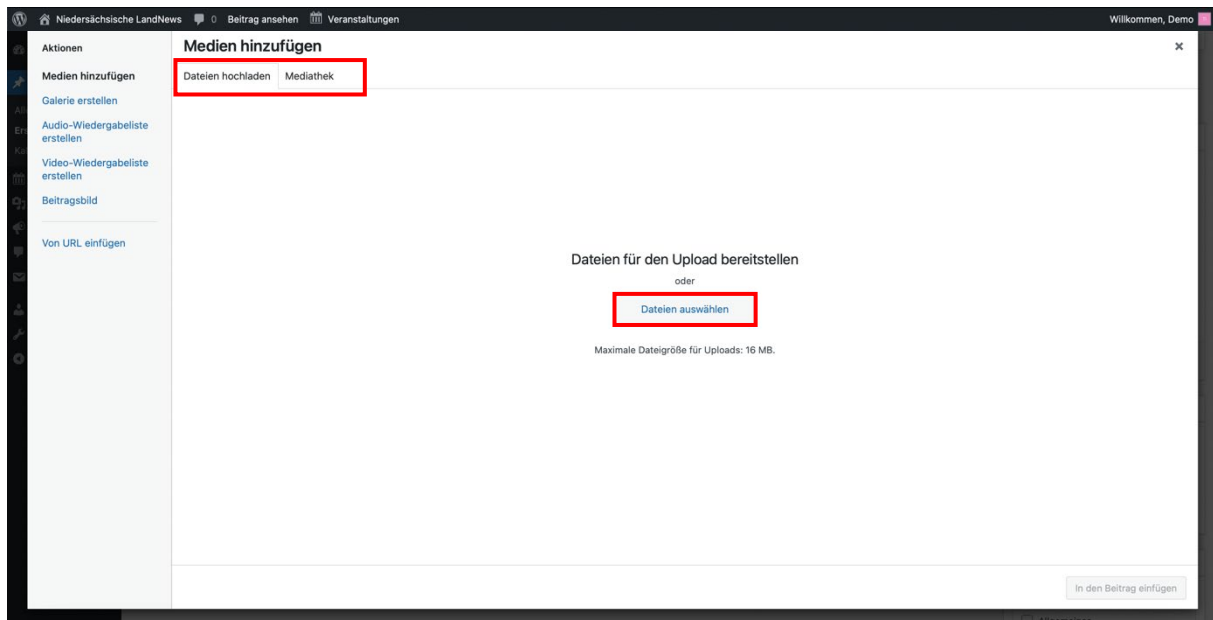 Niedersächsische LandNews 0 Beitrag ansehen Veranstaltungen Willkommen, Demo
Aktionen
Medien hinzufügen
Galerie erstellen
Audio-Wiedergabeliste
erstellen
Video-Wiedergabeliste
erstellen
Beitragsbild
Von URL einfügen
Medien hinzufügen
Dateien hochladen Mediathek
Dateien für den Upload bereitstellen
oder
Dateien auswählen
Maximale Dateigröße für Uploads: 16 MB.
In den Beitrag einfügen